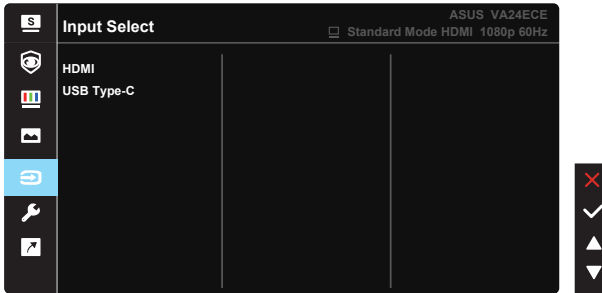 S
Input Select
ASUS VA24ECE
Standard Mode HDMI 1080p 60Hz
HDMI
USB Type-C